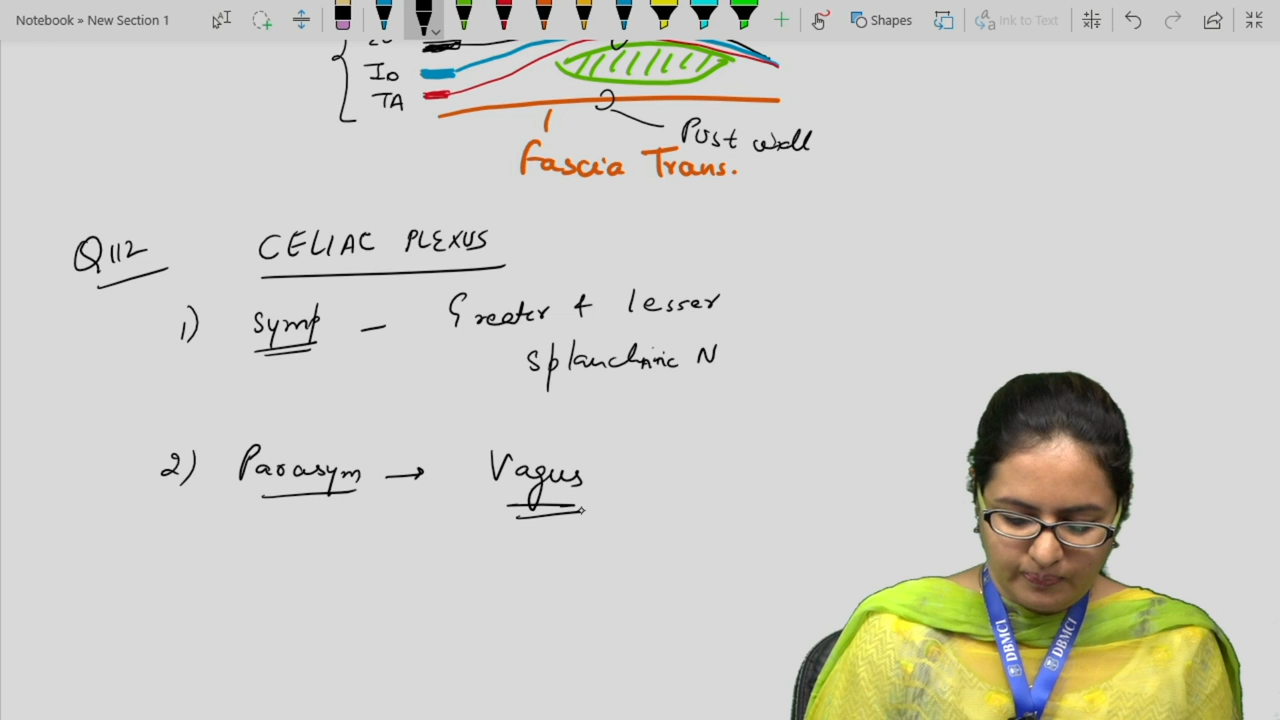 Notebook » New Section 1
Shapes
Ink to Text
IO
TA
Post wall
Fascia Trans.
Q112 CELIAC PLEXUS
1) Symp – Greater & lesser
Splanchnic N
2) Parasym → Vagus
DBMCI
DBMCI